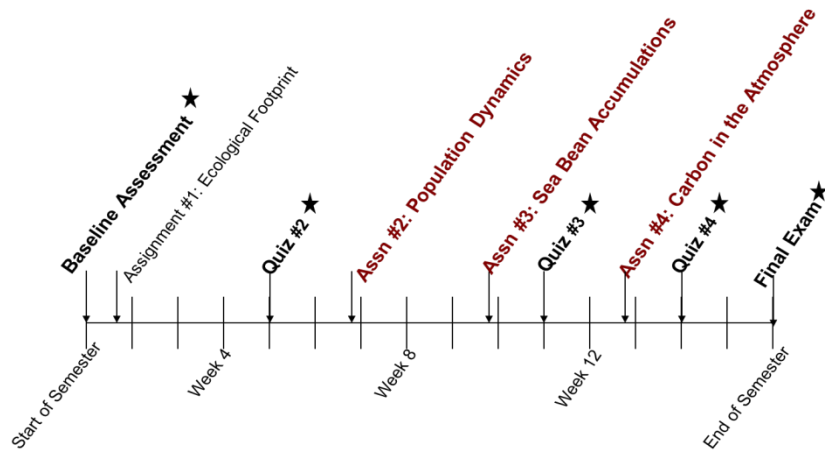 Baseline Assessment ★
Assignment #1: Ecological Footprint
Quiz #2 ★
Assn #2: Population Dynamics
Assn #3: Sea Bean Accumulations
Quiz #3 ★
Assn #4: Carbon in the Atmosphere
Quiz #4 ★
Final Exam ★
Start of Semester
Week 4
Week 8
Week 12
End of Semester